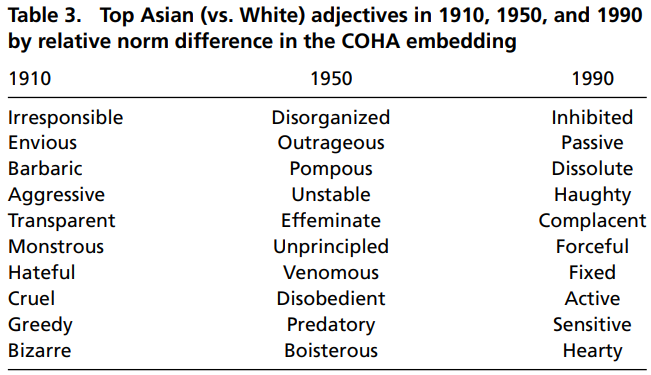 Table 3. Top Asian (vs. White) adjectives in 1910, 1950, and 1990
by relative norm difference in the COHA embedding
1910 1950 1990
Irresponsible Disorganized Inhibited
Envious Outrageous Passive
Barbaric Pompous Dissolute
Aggressive Unstable Haughty
Transparent Effeminate Complacent
Monstrous Unprincipled Forceful
Hateful Venomous Fixed
Cruel Disobedient Active
Greedy Predatory Sensitive
Bizarre Boisterous Hearty